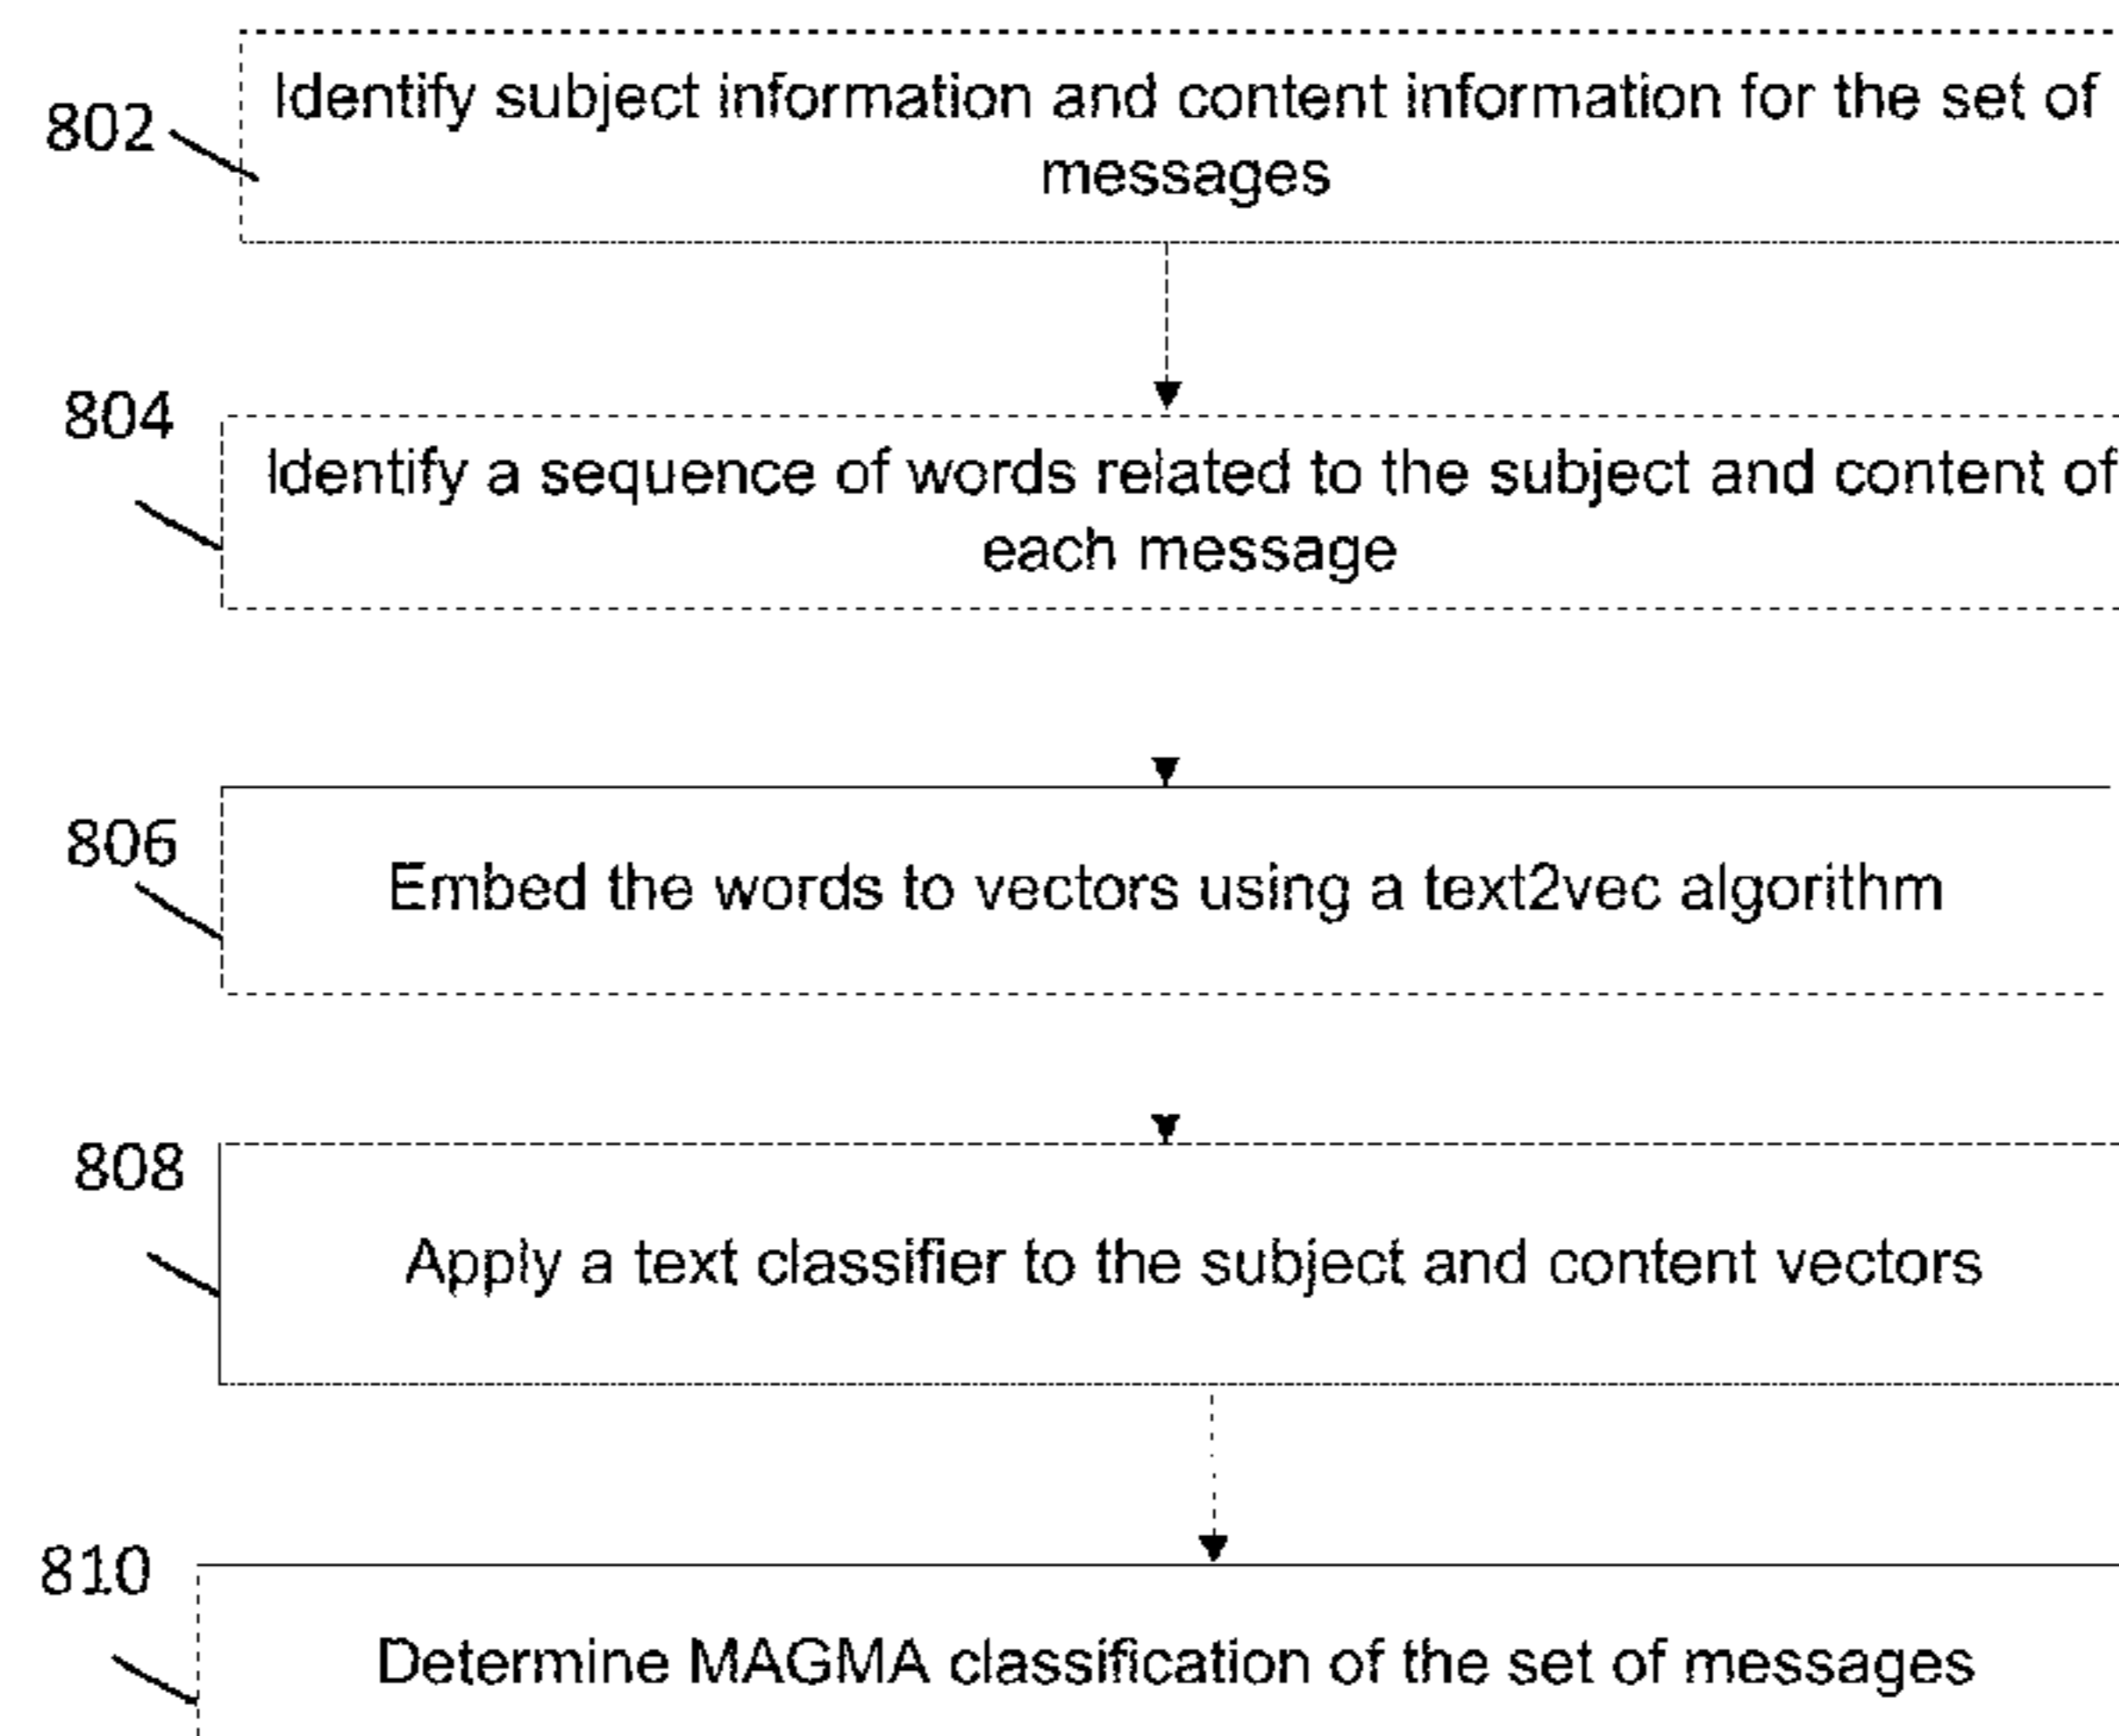 802
Identify subject information and content information for the set of
messages
804
Identify a sequence of words related to the subject and content of
each message
806
Embed the words to vectors using a text2vec algorithm
808
Apply a text classifier to the subject and content vectors
810
Determine MAGMA classification of the set of messages